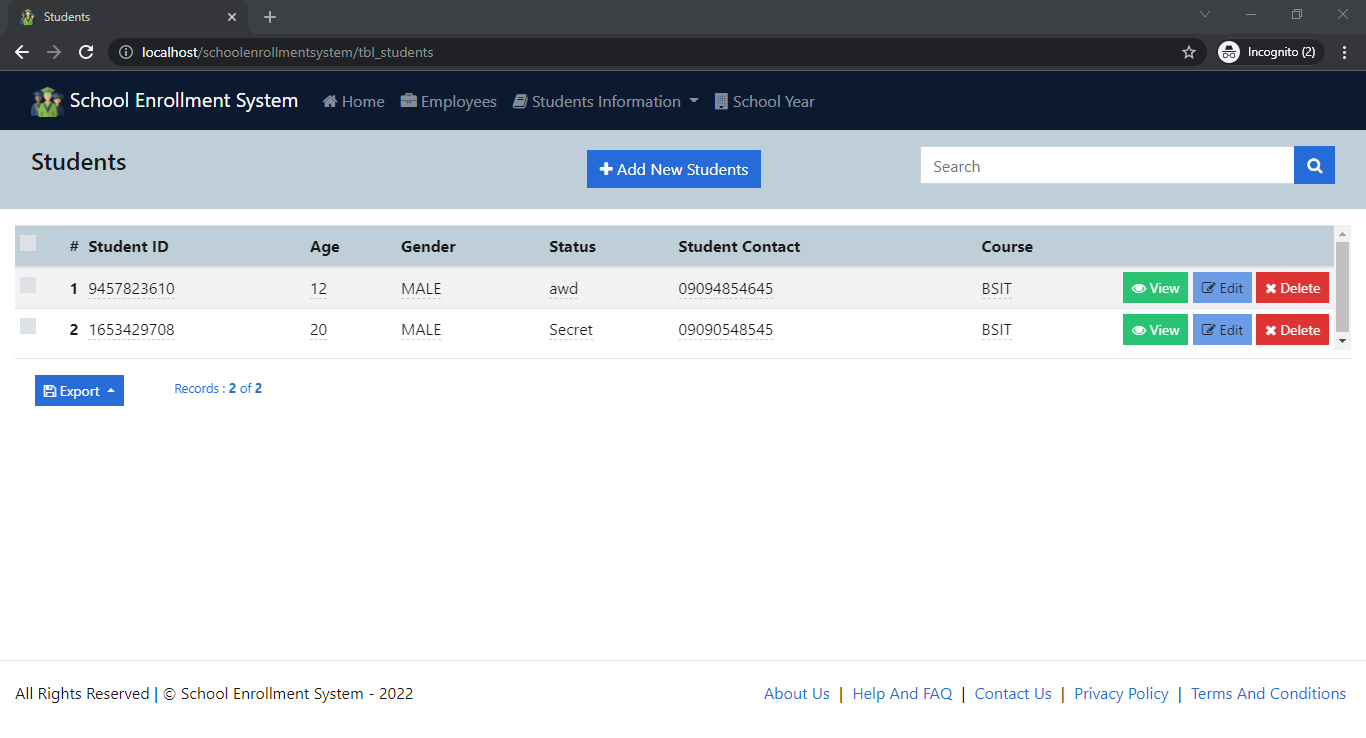 Students
localhost/schoolenrollmentsystem/tbl_students
Incognito (2)
School Enrollment System Home Employees Students Information School Year
Students Add New Students Search
# Student ID Age Gender Status Student Contact Course
1 9457823610 12 MALE awd 09094854645 BSIT View Edit Delete
2 1653429708 20 MALE Secret 09090548545 BSIT View Edit Delete
Export Records : 2 of 2
All Rights Reserved | © School Enrollment System - 2022 About Us | Help And FAQ | Contact Us | Privacy Policy | Terms And Conditions